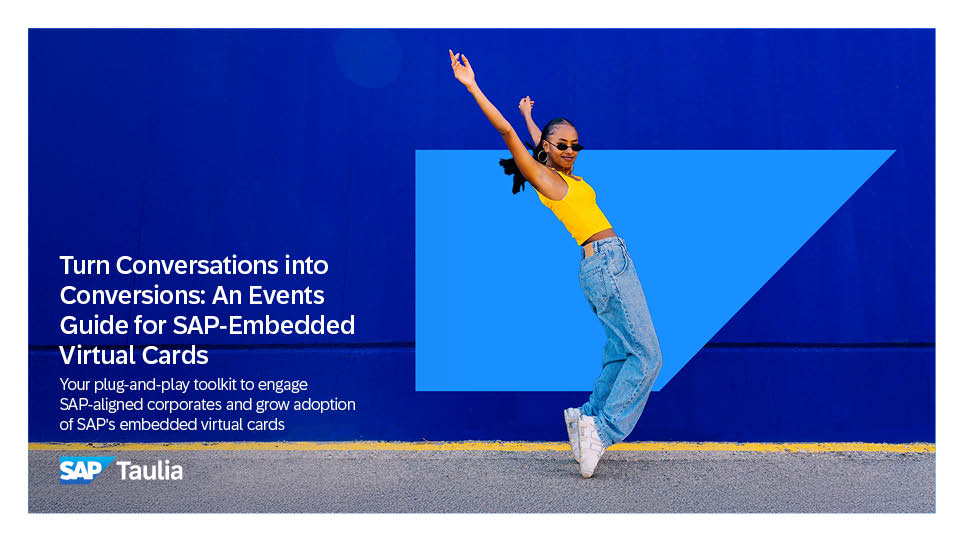 Turn Conversations into
Conversions: An Events
Guide for SAP-Embedded
Virtual Cards
Your plug-and-play toolkit to engage
SAP-aligned corporates and grow adoption
of SAP's embedded virtual cards
SAP Taulia